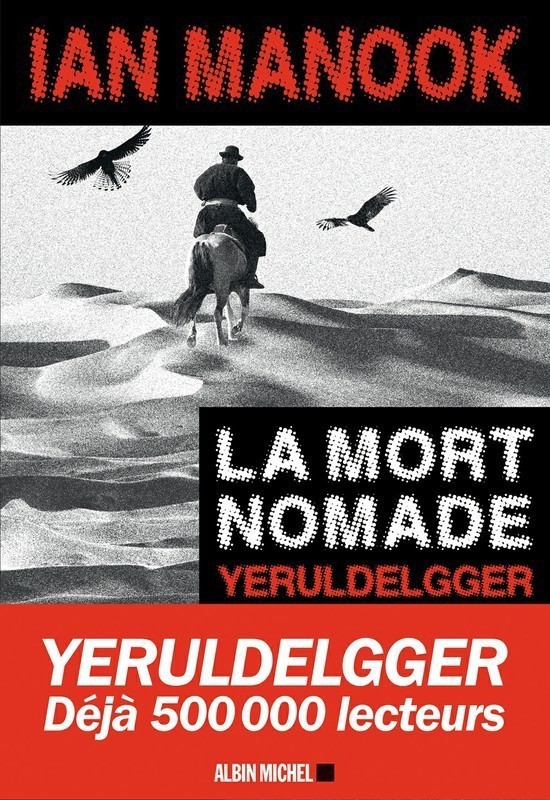 IAN MANOOK
LA MORT
NOMADE
YERULDELGGER
YERULDELGGER
Déjà 500 000 lecteurs
ALBIN MICHEL